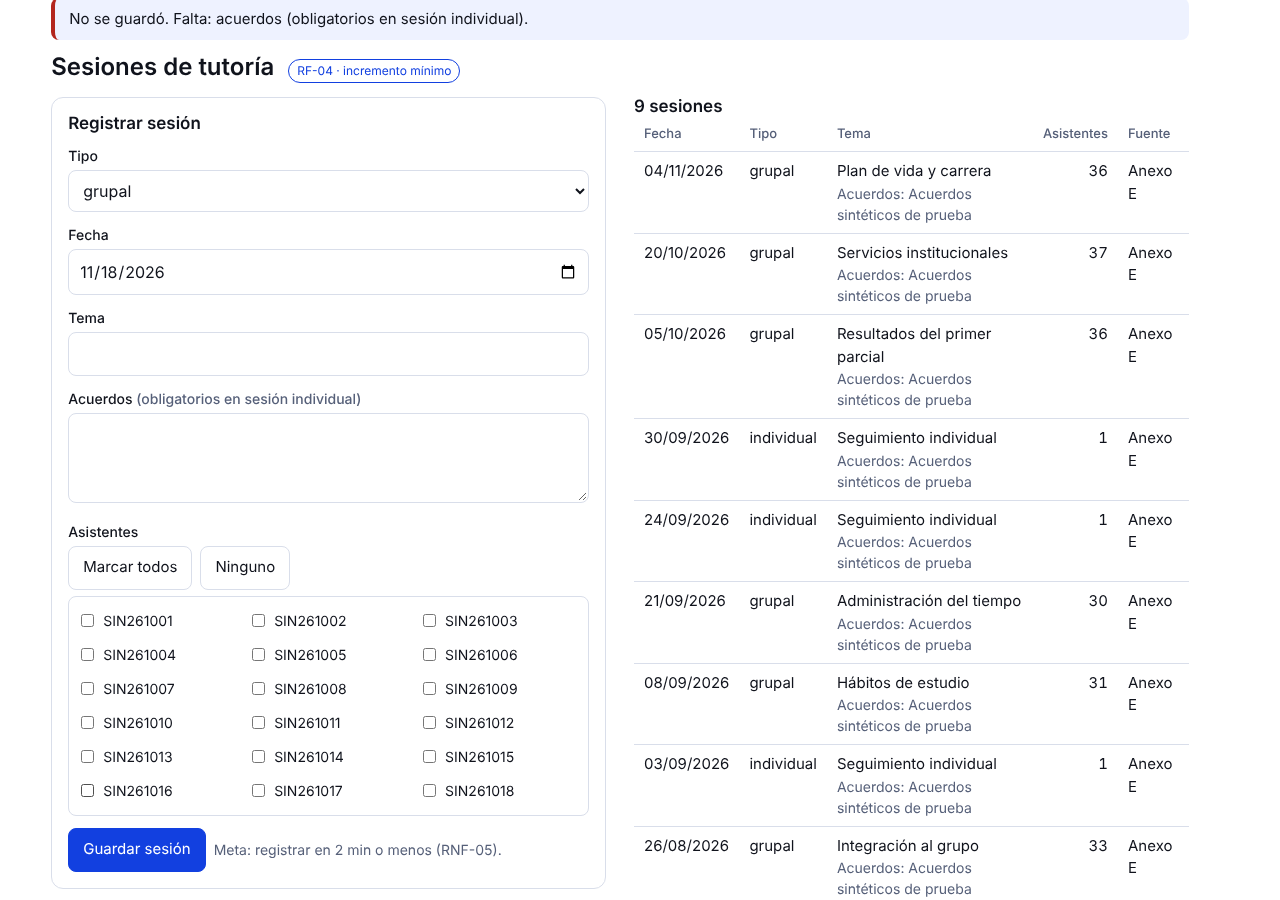 No se guardó. Falta: acuerdos (obligatorios en sesión individual).
Sesiones de tutoría
RF-04 · incremento mínimo
Registrar sesión
Tipo
grupal
Fecha
11/18/2026
Tema
Acuerdos (obligatorios en sesión individual)
Asistentes
Marcar todos
Ninguno
SIN261001 SIN261002 SIN261003
SIN261004 SIN261005 SIN261006
SIN261007 SIN261008 SIN261009
SIN261010 SIN261011 SIN261012
SIN261013 SIN261014 SIN261015
SIN261016 SIN261017 SIN261018
Guardar sesión
Meta: registrar en 2 min o menos (RNF-05).
9 sesiones
Fecha Tipo Tema Asistentes Fuente
04/11/2026 grupal Plan de vida y carrera 36 Anexo
Acuerdos: Acuerdos E
sintéticos de prueba
20/10/2026 grupal Servicios institucionales 37 Anexo
Acuerdos: Acuerdos E
sintéticos de prueba
05/10/2026 grupal Resultados del primer 36 Anexo
parcial E
Acuerdos: Acuerdos
sintéticos de prueba
30/09/2026 individual Seguimiento individual 1 Anexo
Acuerdos: Acuerdos E
sintéticos de prueba
24/09/2026 individual Seguimiento individual 1 Anexo
Acuerdos: Acuerdos E
sintéticos de prueba
21/09/2026 grupal Administración del tiempo 30 Anexo
Acuerdos: Acuerdos E
sintéticos de prueba
08/09/2026 grupal Hábitos de estudio 31 Anexo
Acuerdos: Acuerdos E
sintéticos de prueba
03/09/2026 individual Seguimiento individual 1 Anexo
Acuerdos: Acuerdos E
sintéticos de prueba
26/08/2026 grupal Integración al grupo 33 Anexo
Acuerdos: Acuerdos E
sintéticos de prueba